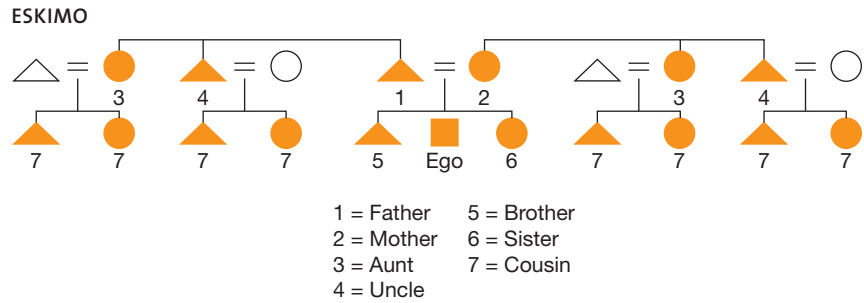 ESKIMO
= = = =                        = =
3 4 1 2 3 4
7 7 7 7 5 Ego 6 7 7 7 7
1 = Father 5 = Brother
2 = Mother 6 = Sister
3 = Aunt 7 = Cousin
4 = Uncle